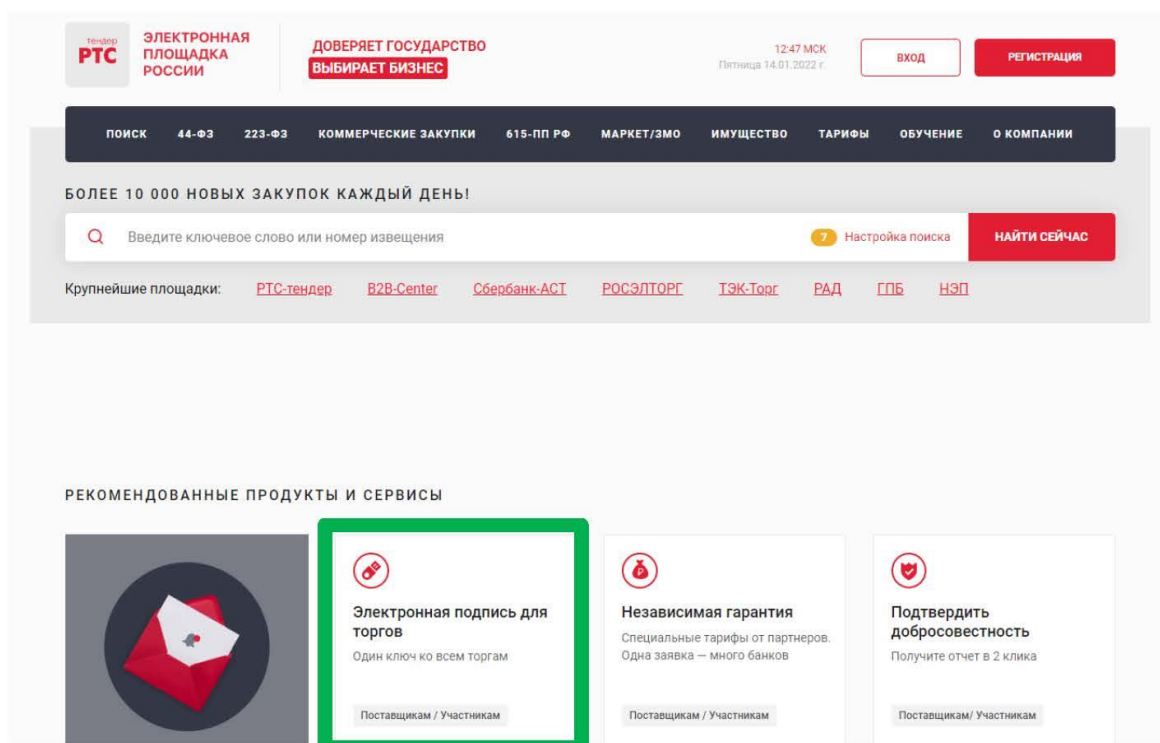 тендер
РТС
ЭЛЕКТРОННАЯ
ПЛОЩАДКА
РОССИИ
ДОВЕРЯЕТ ГОСУДАРСТВО
ВЫБИРАЕТ БИЗНЕС
12:47 МСК
Пятница 14.01.2022 г.
ВХОД
РЕГИСТРАЦИЯ
ПОИСК 44-ФЗ 223-ФЗ КОММЕРЧЕСКИЕ ЗАКУПКИ 615-ПП РФ МАРКЕТ/ЗМО ИМУЩЕСТВО ТАРИФЫ ОБУЧЕНИЕ О КОМПАНИИ
БОЛЕЕ 10 000 НОВЫХ ЗАКУПОК КАЖДЫЙ ДЕНЬ!
Введите ключевое слово или номер извещения 7 Настройка поиска НАЙТИ СЕЙЧАС
Крупнейшие площадки: РТС-тендер B2B-Center Сбербанк-АСТ РОСЭЛТОРГ ТЭК-Торг РАД ГПБ НЭП
РЕКОМЕНДОВАННЫЕ ПРОДУКТЫ И СЕРВИСЫ
Электронная подпись для
торгов
Один ключ ко всем торгам
Поставщикам / Участникам
Независимая гарантия
Специальные тарифы от партнеров.
Одна заявка — много банков
Поставщикам / Участникам
Подтвердить
добросовестность
Получите отчет в 2 клика
Поставщикам/ Участникам